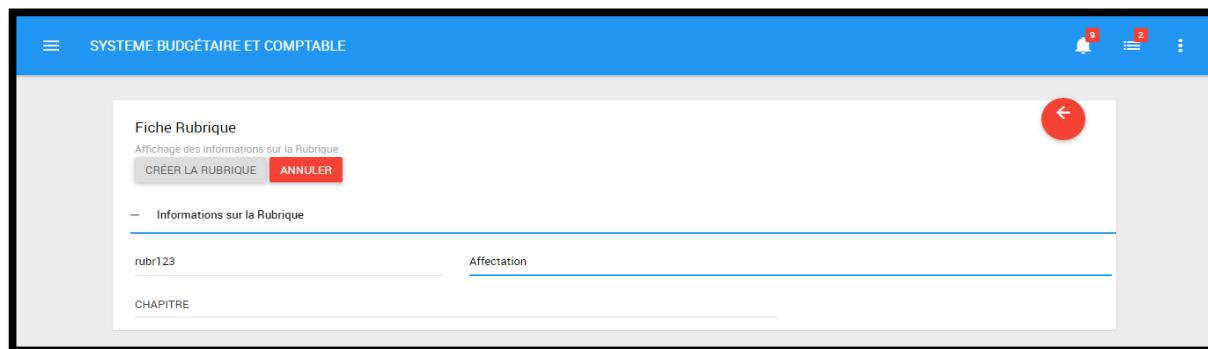 SYSTEME BUDGÉTAIRE ET COMPTABLE
9
2
Fiche Rubrique
Affichage des informations sur la Rubrique
CRÉER LA RUBRIQUE ANNULER
Informations sur la Rubrique
rubr123 Affectation
CHAPITRE